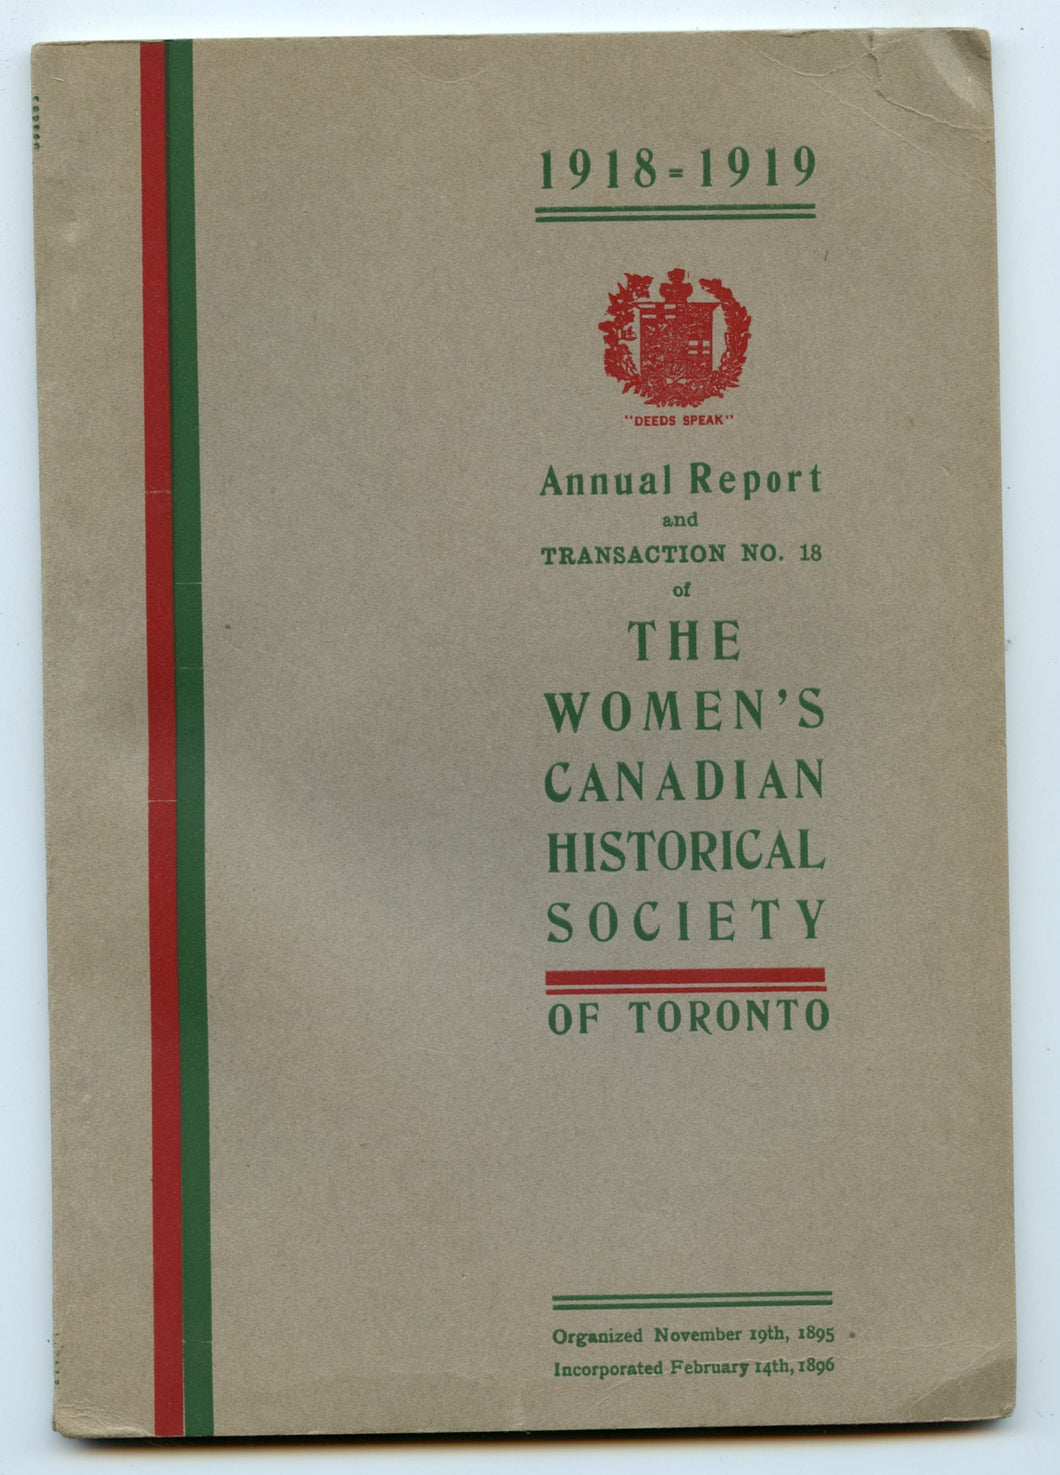 1918=1919
"DEEDS SPEAK"
Annual Report
and
TRANSACTION NO. 18
of
THE
WOMEN'S
CANADIAN
HISTORICAL
SOCIETY
OF TORONTO
Organized November 19th, 1895
Incorporated February 14th, 1896